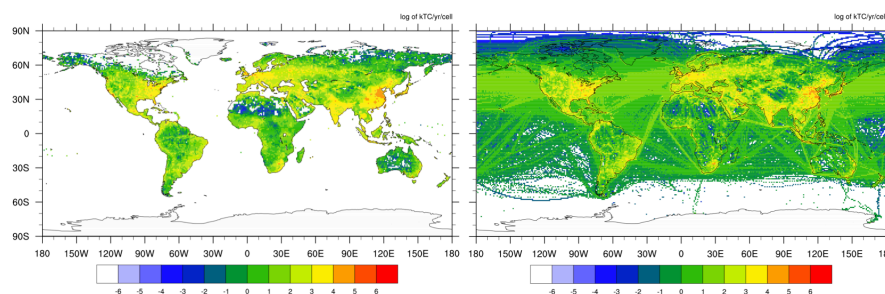 log of kTC/yr/cell
90N
60N
30N
0
30S
60S
90S
180 150W 120W 90W 60W 30W 0 30E 60E 90E 120E 150E 180
-6 -5 -4 -3 -2 -1 0 1 2 3 4 5 6
log of kTC/yr/cell
180 150W 120W 90W 60W 30W 0 30E 60E 90E 120E 150E 180
-6 -5 -4 -3 -2 -1 0 1 2 3 4 5 6